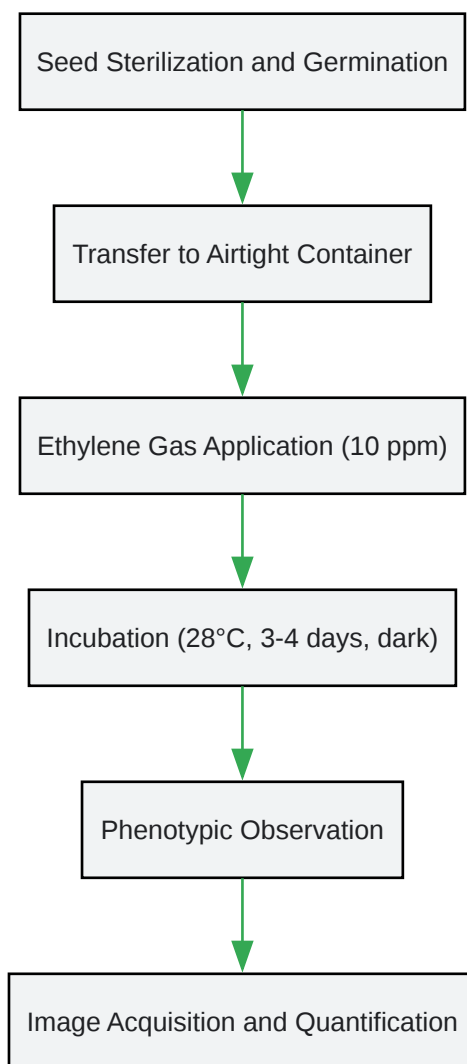 Seed Sterilization and Germination
Transfer to Airtight Container
Ethylene Gas Application (10 ppm)
Incubation (28°C, 3-4 days, dark)
Phenotypic Observation
Image Acquisition and Quantification